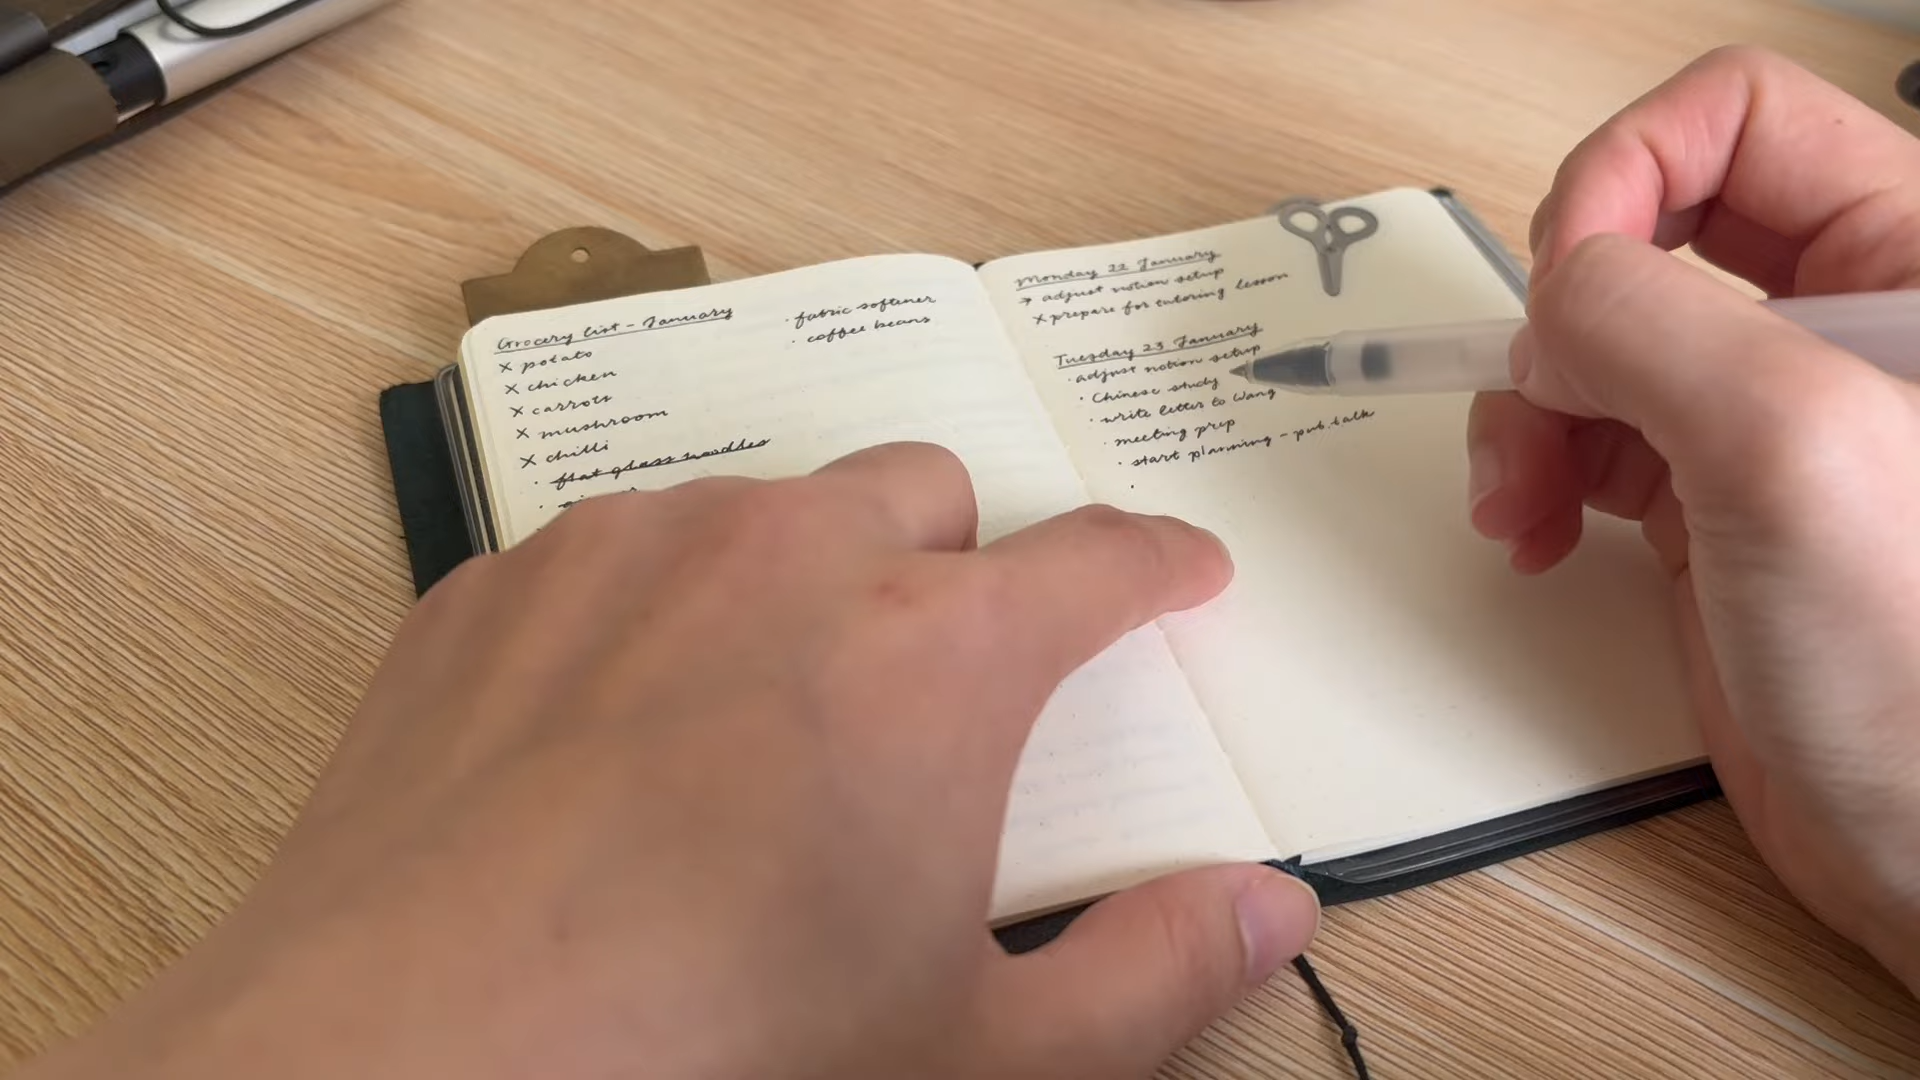 Grocery list - January
× potato
× chicken
× carrots
× mushroom
× chilli
· flat glass noodles
· fabric softener
· coffee beans
Monday 22 January
→ adjust notion setup
× prepare for tutoring lesson
Tuesday 23 January
· adjust notion setup
· Chinese study
· write letter to Wang
· meeting prep
· start planning - pub. talk
·